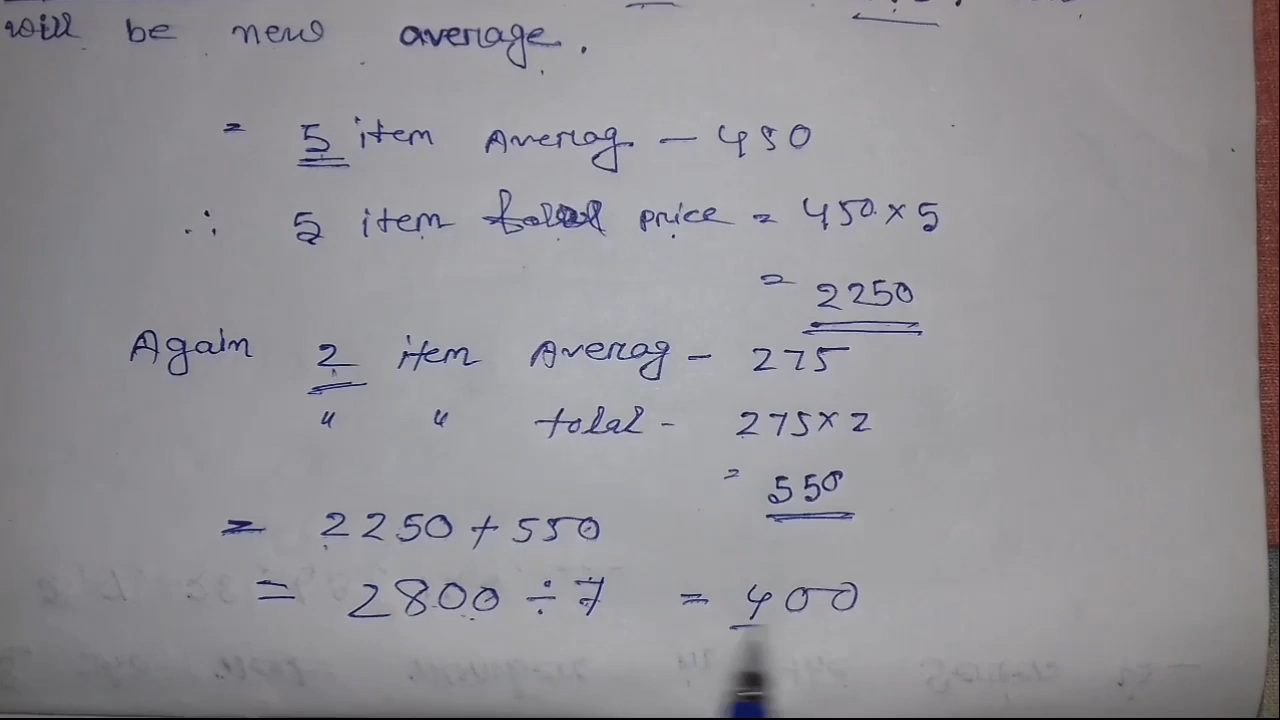 will be new average.
= 5 item Averag - 450
∴ 5 item total price = 450 × 5
= 2250
Again 2 item Averag - 275
" " total - 275 × 2
= 550
= 2250 + 550
= 2800 ÷ 7 = 400